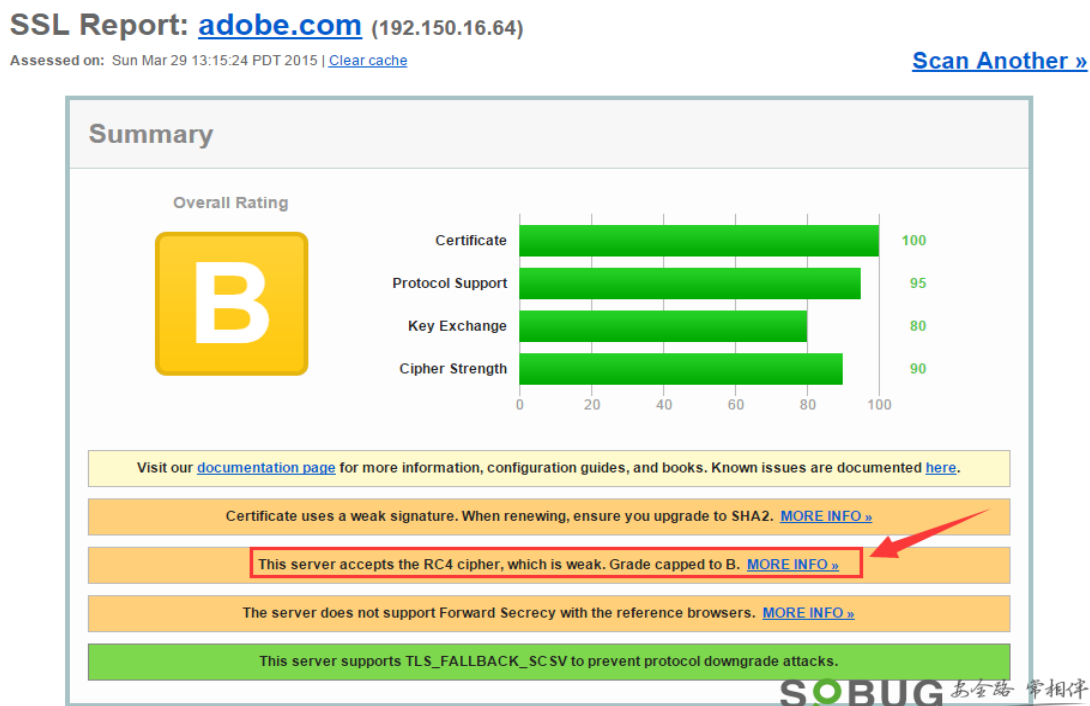 SSL Report: adobe.com (192.150.16.64)
Assessed on: Sun Mar 29 13:15:24 PDT 2015 | Clear cache
Scan Another »
Summary
Overall Rating
B
Certificate 100
Protocol Support 95
Key Exchange 80
Cipher Strength 90
0 20 40 60 80 100
Visit our documentation page for more information, configuration guides, and books. Known issues are documented here.
Certificate uses a weak signature. When renewing, ensure you upgrade to SHA2. MORE INFO »
This server accepts the RC4 cipher, which is weak. Grade capped to B. MORE INFO »
The server does not support Forward Secrecy with the reference browsers. MORE INFO »
This server supports TLS_FALLBACK_SCSV to prevent protocol downgrade attacks.
SOBUG 安全路 常相伴